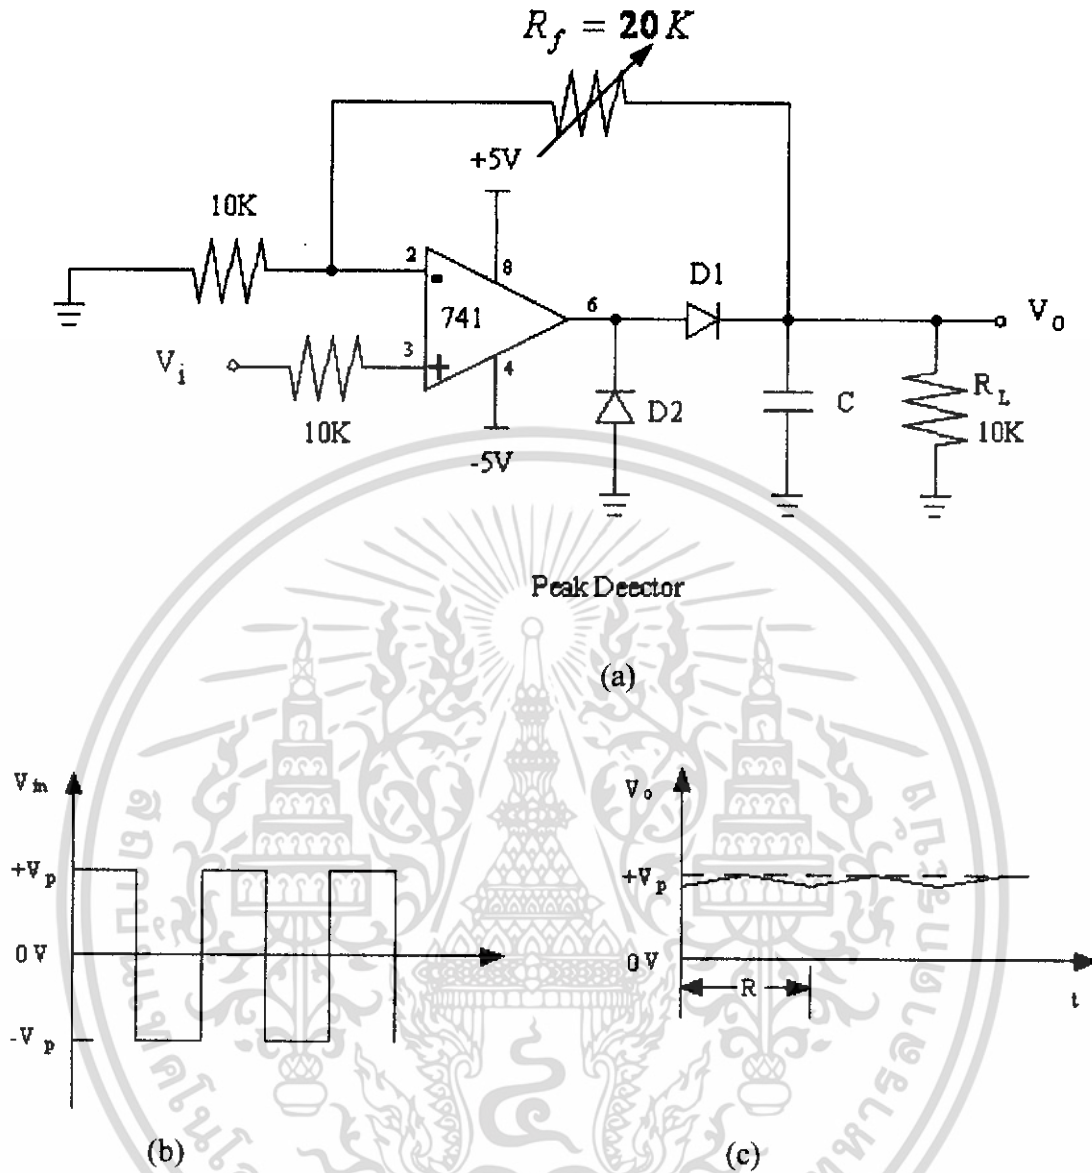 R_f = 20 K
+5V
10K
2
-
8
741
6
D1
V_o
V_i
3
+
4
10K
-5V
D2
C
R_L
10K
Peak Deector
(a)
V_in
+V_p
0 V
-V_p
(b)
V_o
+V_p
0 V
R
t
(c)